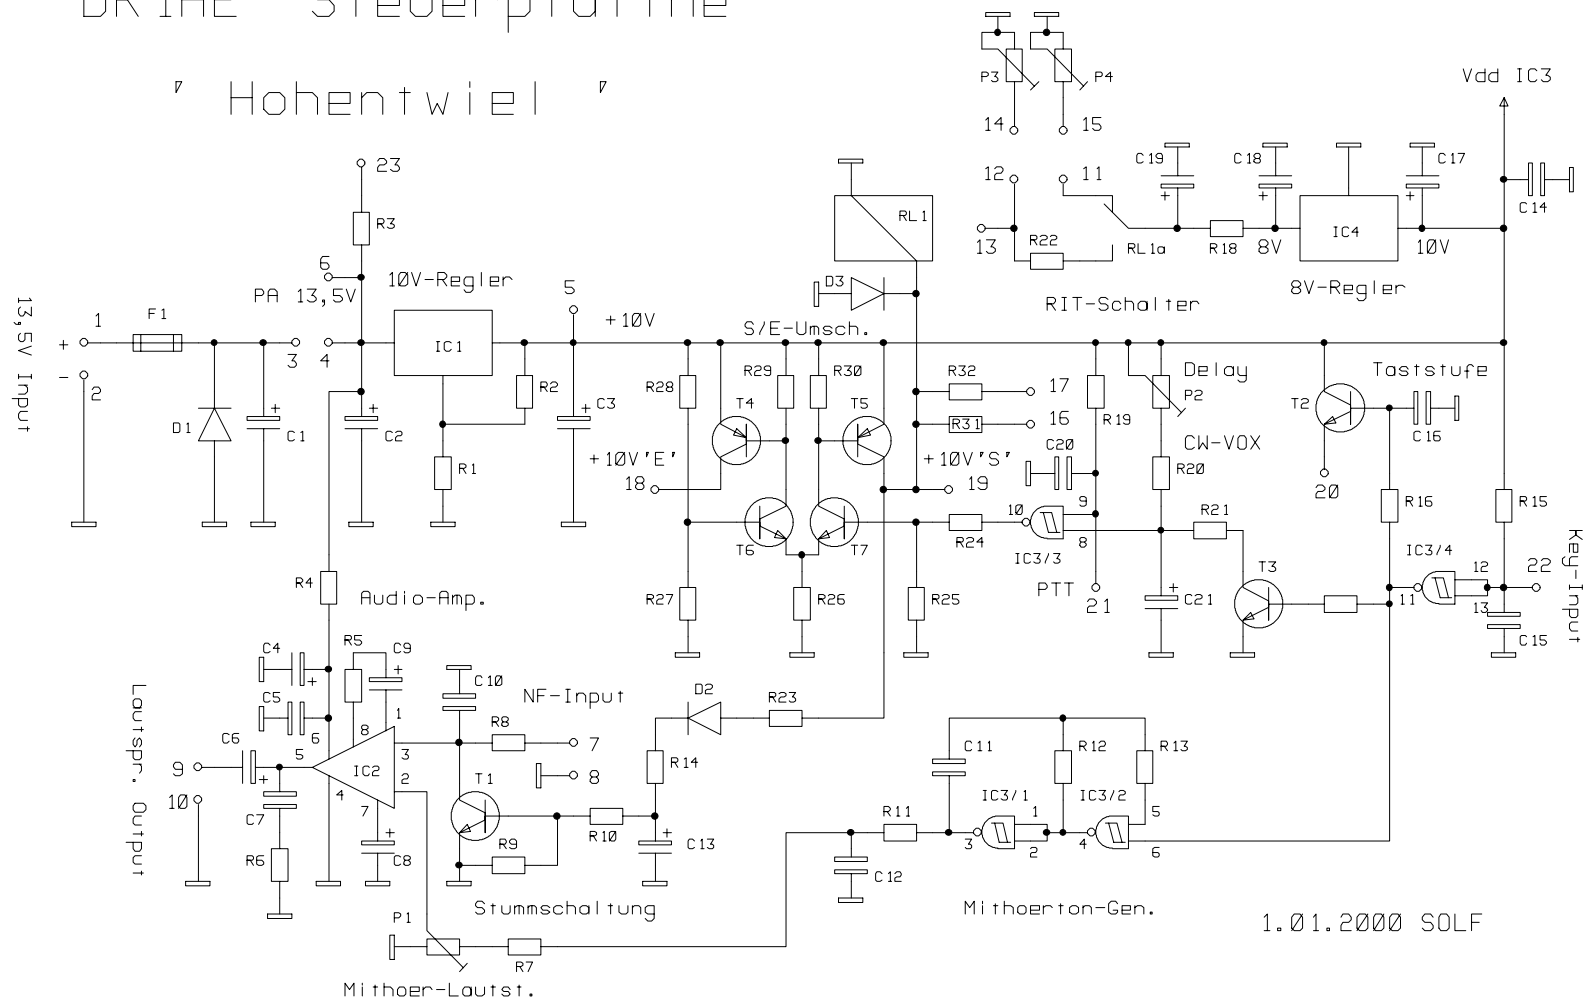 DK1HE Steuerplatine
" Hohentwiel "
P3
P4
Vdd IC3
14
15
12
11
13
C19
C18
C17
C14
R22
RL1a
R18
8V
IC4
10V
RIT-Schalter
8V-Regler
23
R3
6
PA 13,5V
10V-Regler
5
+10V
RL1
D3
S/E-Umsch.
13,5V Input
+
1
F1
3
4
IC1
-
2
D1
C1
C2
R2
R1
C3
R28
R29
R30
T4
T5
R32
17
R31
16
+10V'E'
18
+10V'S'
19
R19
Delay
P2
CW-VOX
T2
Taststufe
C16
20
C20
R20
R16
R15
T6
T7
R24
10
9
8
IC3/3
R21
T3
IC3/4
12
13
11
22
Key-Input
C15
PTT
21
C21
R27
R26
R25
R4
Audio-Amp.
C4
R5
C9
C5
C10
NF-Input
D2
R23
Lautspr. Output
9
10
C6
5
6
8
1
3
2
IC2
4
7
R8
7
8
R14
C7
R6
C8
T1
R9
R10
C13
Stummschaltung
C11
R12
R13
IC3/1
IC3/2
R11
3
1
2
4
5
6
C12
Mithoerton-Gen.
P1
R7
Mithoer-Lautst.
1.01.2000 SOLF